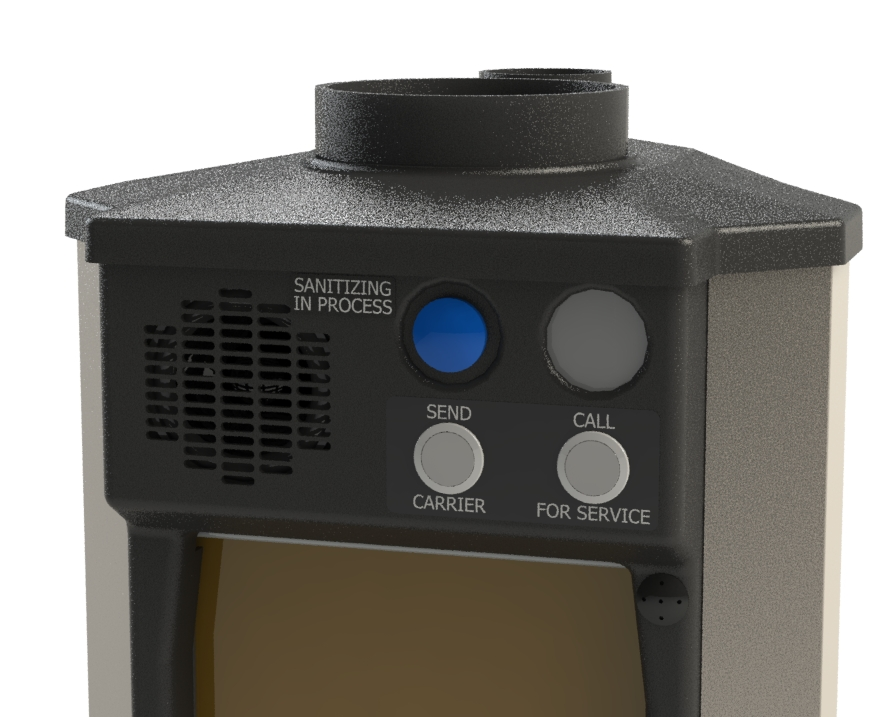 SANITIZING
IN PROCESS
SEND
CARRIER
CALL
FOR SERVICE